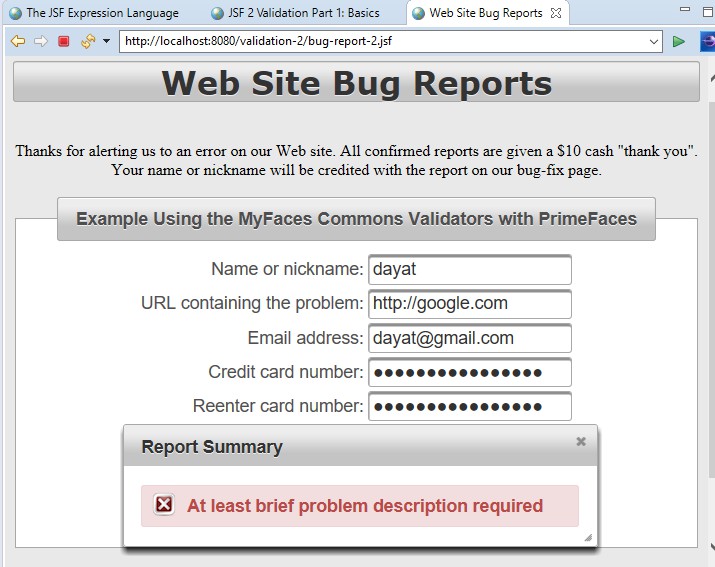 The JSF Expression Language
JSF 2 Validation Part 1: Basics
Web Site Bug Reports
http://localhost:8080/validation-2/bug-report-2.jsf
Web Site Bug Reports
Thanks for alerting us to an error on our Web site. All confirmed reports are given a $10 cash "thank you".
Your name or nickname will be credited with the report on our bug-fix page.
Example Using the MyFaces Commons Validators with PrimeFaces
Name or nickname: dayat
URL containing the problem: http://google.com
Email address: dayat@gmail.com
Credit card number: ●●●●●●●●●●●●●●●●
Reenter card number: ●●●●●●●●●●●●●●●●
Report Summary
At least brief problem description required